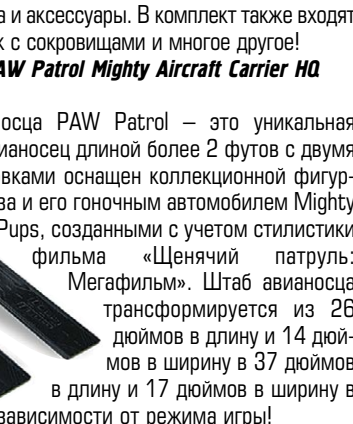 а и аксессуары. В комплект также входят
к с сокровищами и многое другое!
AW Patrol Mighty Aircraft Carrier HQ
осца PAW Patrol – это уникальная
ианосец длиной более 2 футов с двумя
овками оснащен коллекционной фигур-
ва и его гоночным автомобилем Mighty
Pups, созданными с учетом стилистики
фильма «Щенячий патруль:
Мегафильм». Штаб авианосца
трансформируется из 26
дюймов в длину и 14 дюй-
мов в ширину в 37 дюймов
в длину и 17 дюймов в ширину в
зависимости от режима игры!